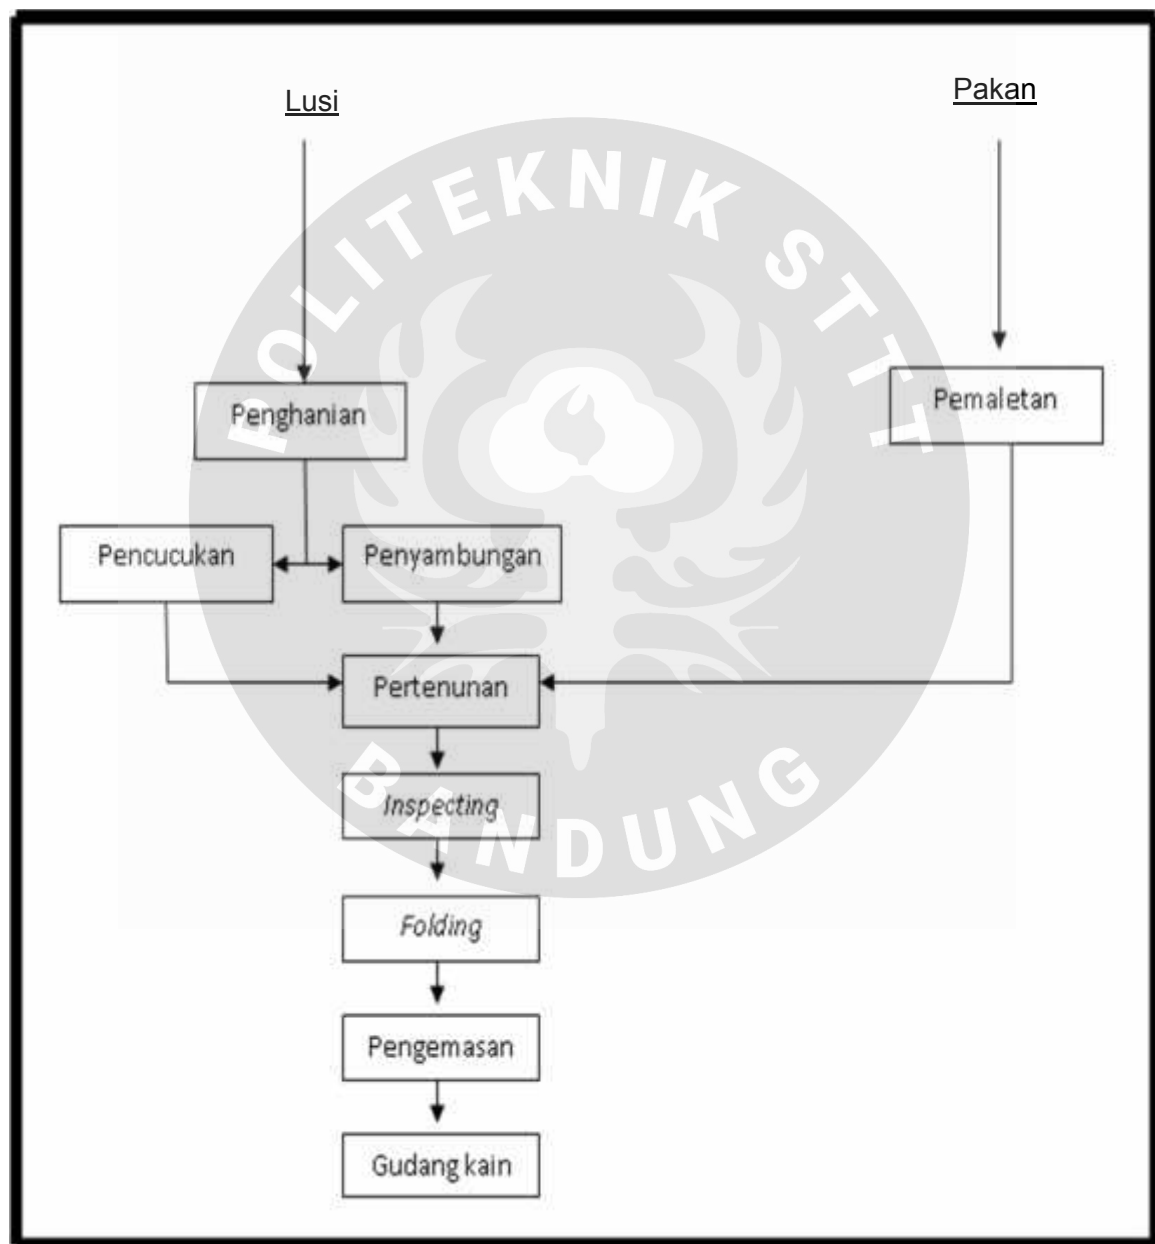 Lusi
Pakan
POLITEKNIK STTT
BANDUNG
Penghanian
Pemaletan
Pencucukan
Penyambungan
Pertenunan
Inspecting
Folding
Pengemasan
Gudang kain